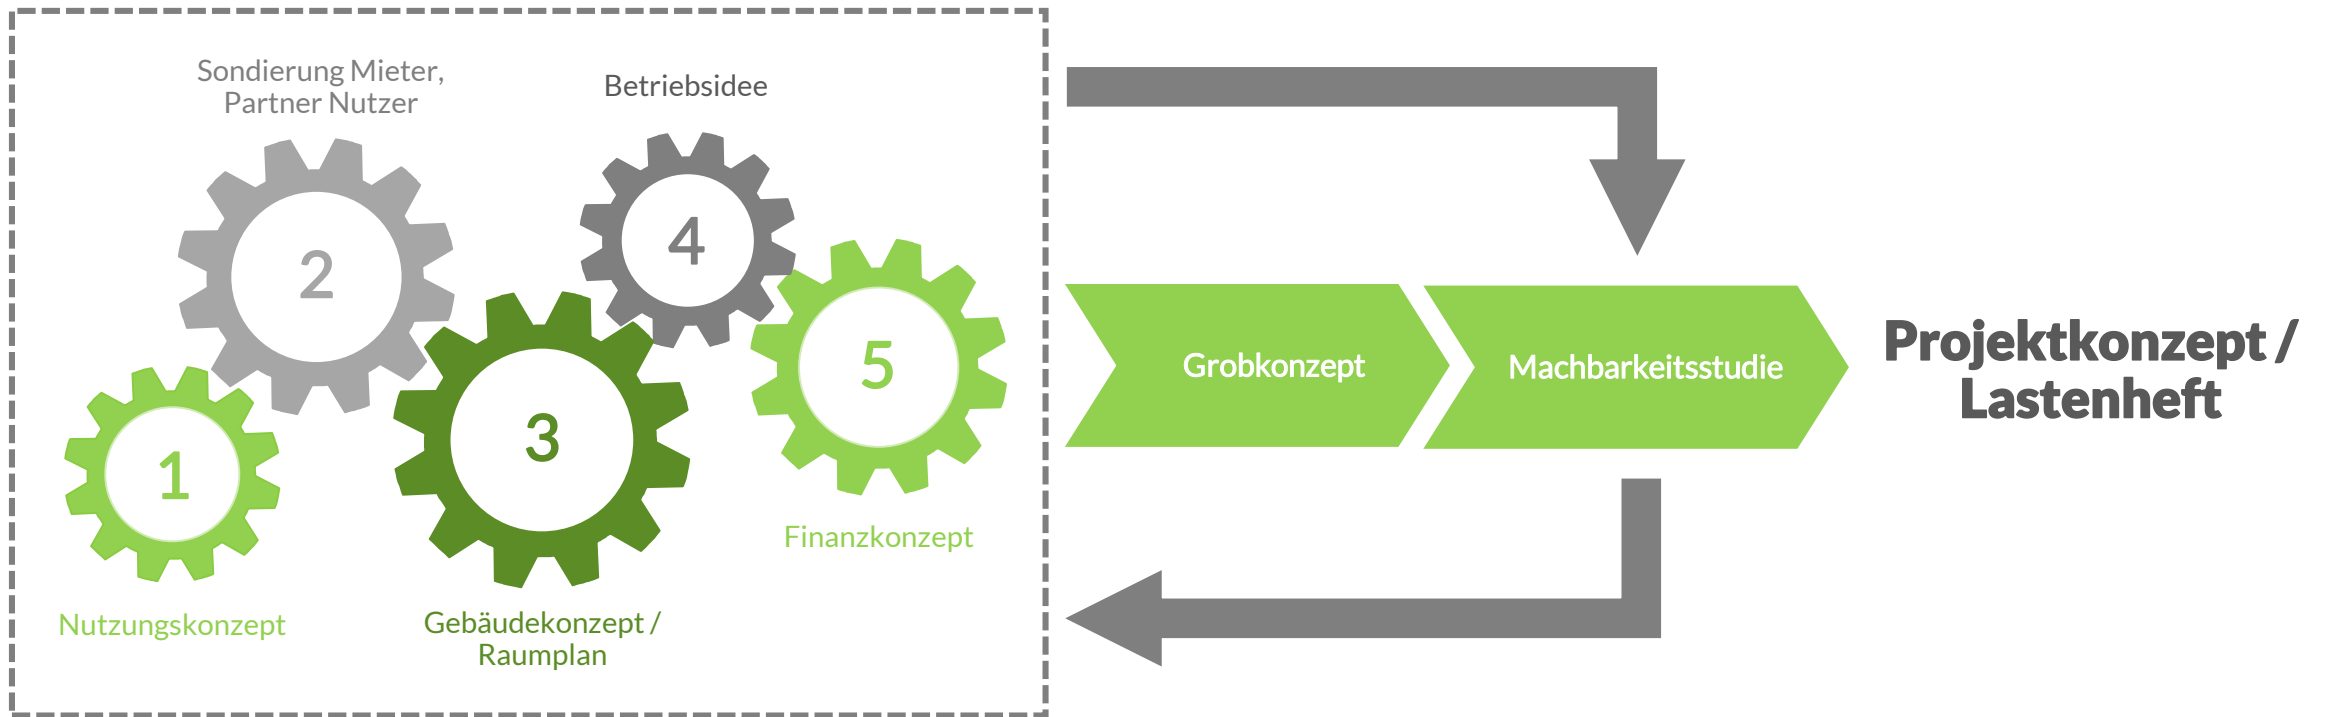 Sondierung Mieter,
Partner Nutzer
Betriebsidee
2
4
1
3
5
Nutzungskonzept
Gebäudekonzept /
Raumplan
Finanzkonzept
Grobkonzept
Machbarkeitsstudie
Projektkonzept /
Lastenheft